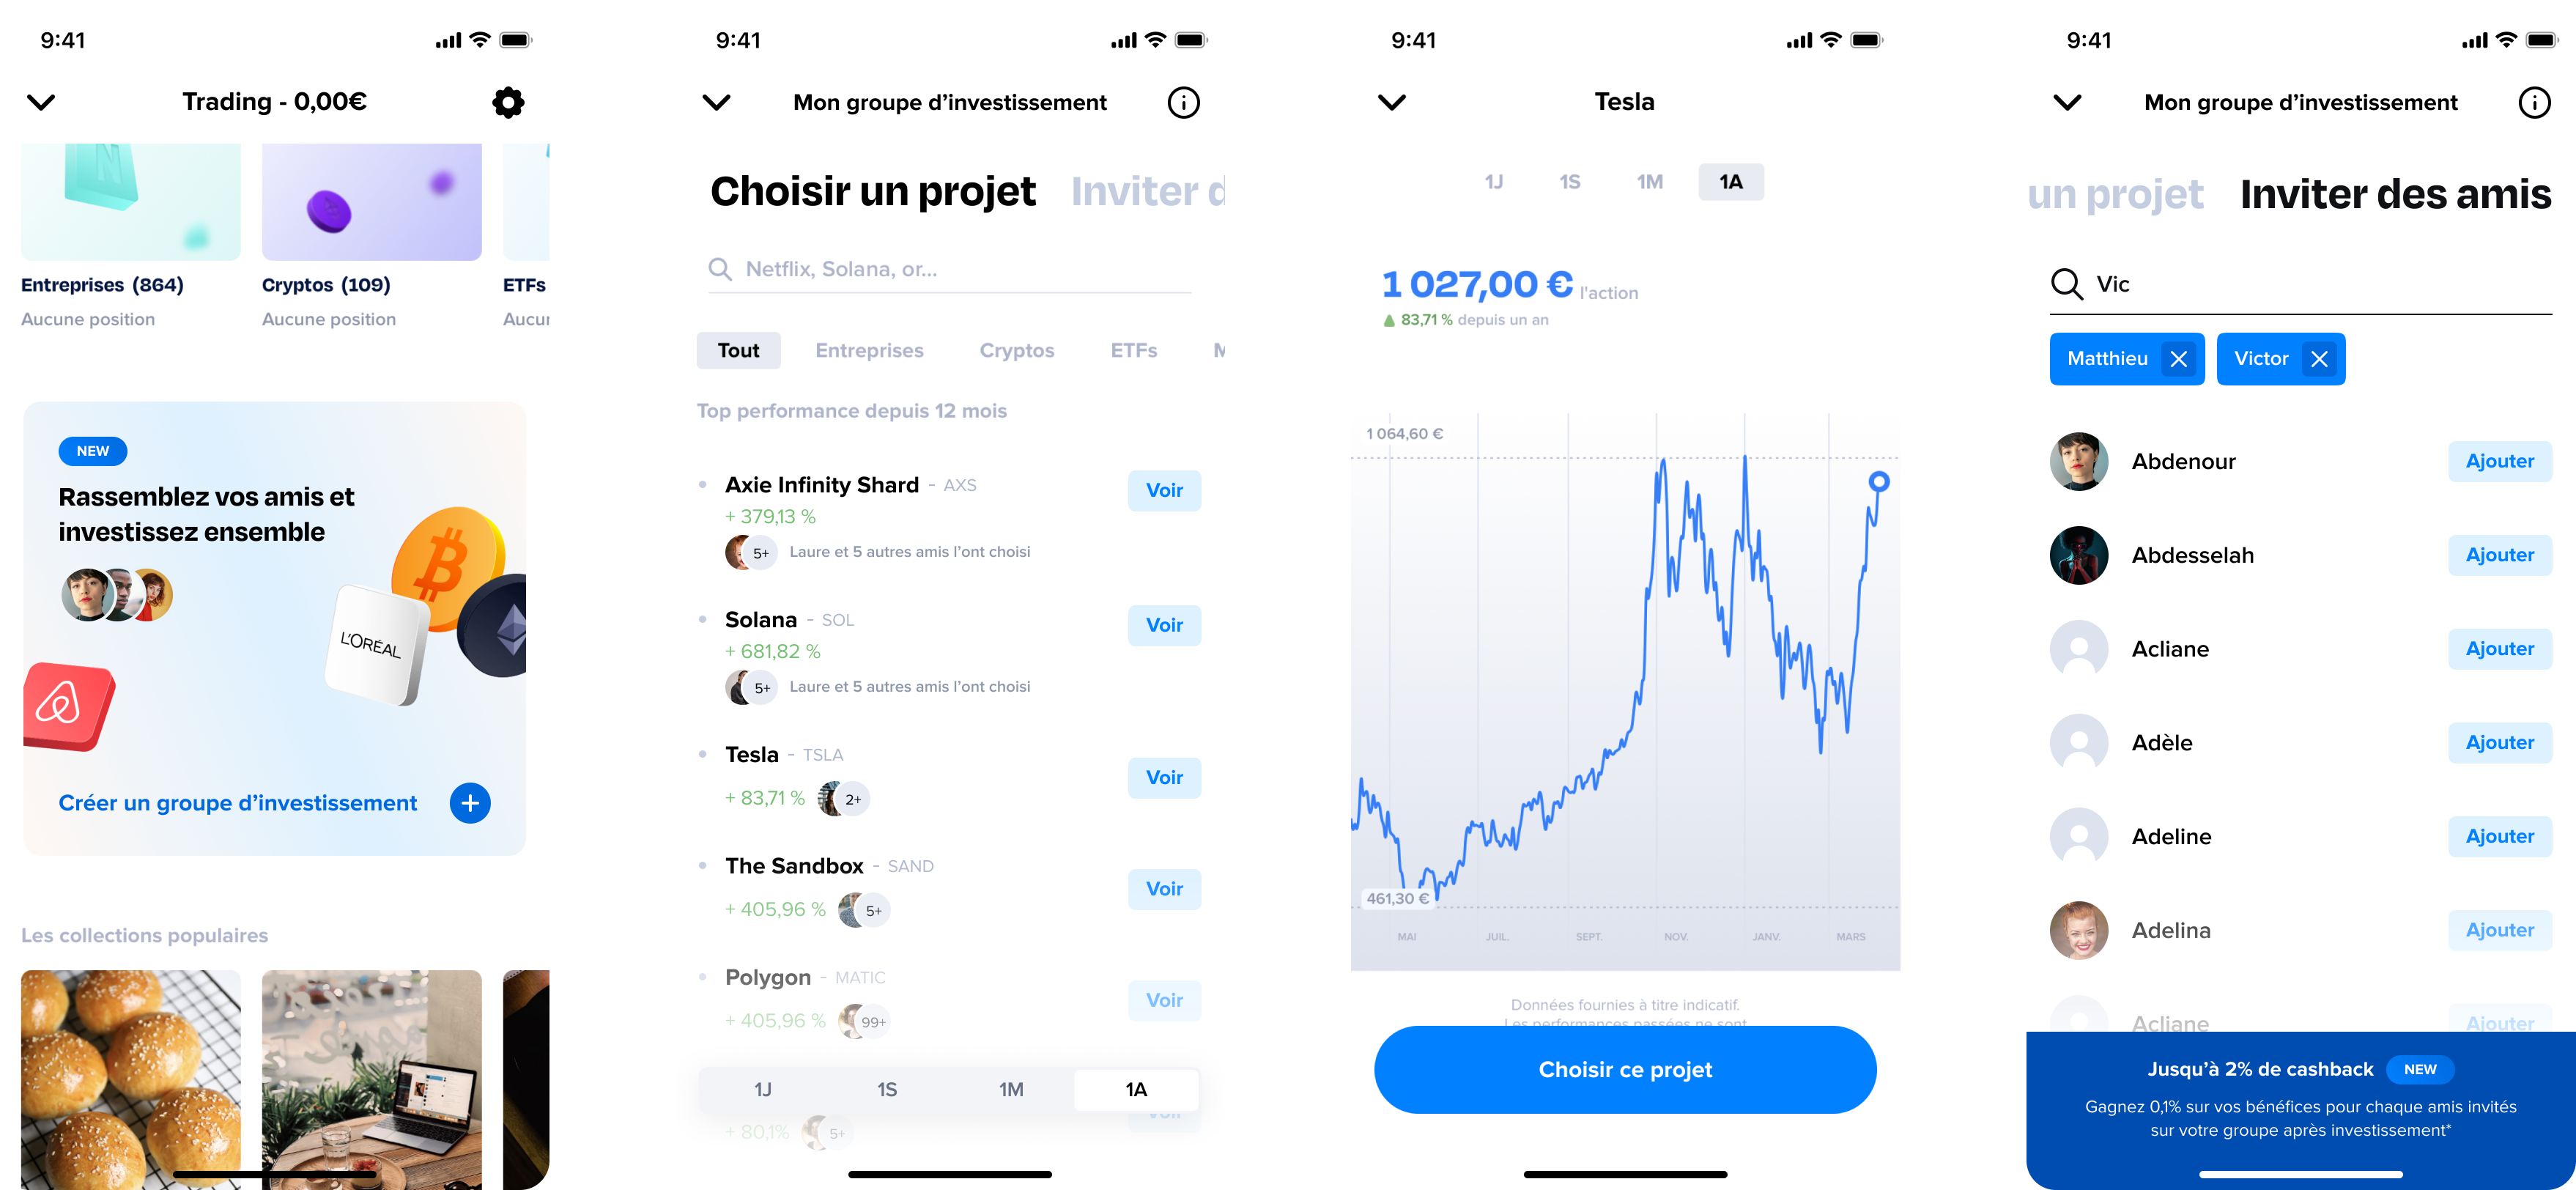 9:41
Trading - 0,00€
Entreprises (864)
Aucune position
Cryptos (109)
Aucune position
ETFs
NEW
Rassemblez vos amis et
investissez ensemble
L'ORÉAL
Créer un groupe d’investissement
Les collections populaires
9:41
Mon groupe d’investissement
Choisir un projet
Inviter d
Netflix, Solana, or...
Tout
Entreprises
Cryptos
ETFs
Top performance depuis 12 mois
Axie Infinity Shard - AXS
Voir
+ 379,13 %
5+
Laure et 5 autres amis l’ont choisi
Solana - SOL
Voir
+ 681,82 %
5+
Laure et 5 autres amis l’ont choisi
Tesla - TSLA
Voir
+ 83,71 %
2+
The Sandbox - SAND
Voir
+ 405,96 %
5+
Polygon - MATIC
Voir
+ 405,96 %
99+
1J
1S
1M
1A
+ 80,1%
5+
9:41
Tesla
1J
1S
1M
1A
1 027,00 € l'action
83,71 % depuis un an
1 064,60 €
461,30 €
MAI
JUIL.
SEPT.
NOV.
JANV.
MARS
Données fournies à titre indicatif.
Les performances passées ne sont
Choisir ce projet
9:41
Mon groupe d’investissement
un projet
Inviter des amis
Vic
Matthieu
Victor
Abdenour
Ajouter
Abdesselah
Ajouter
Acliane
Ajouter
Adèle
Ajouter
Adeline
Ajouter
Adelina
Ajouter
Acliane
Ajouter
Jusqu’à 2% de cashback
NEW
Gagnez 0,1% sur vos bénéfices pour chaque amis invités
sur votre groupe après investissement*